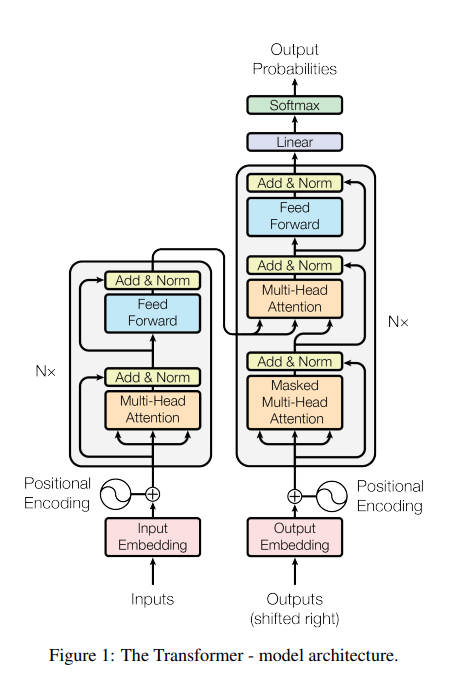 Output
Probabilities
Softmax
Linear
Add & Norm
Feed
Forward
Add & Norm
Multi-Head
Attention
Add & Norm
Masked
Multi-Head
Attention
N×
Add & Norm
Feed
Forward
Add & Norm
Multi-Head
Attention
N×
Positional
Encoding
Positional
Encoding
Input
Embedding
Output
Embedding
Inputs
Outputs
(shifted right)
Figure 1: The Transformer - model architecture.